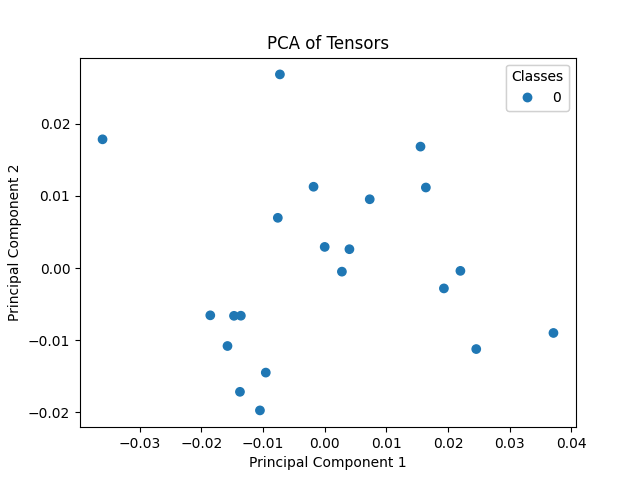 PCA of Tensors
Classes
0
Principal Component 2
0.02
0.01
0.00
−0.01
−0.02
−0.03 −0.02 −0.01 0.00 0.01 0.02 0.03 0.04
Principal Component 1